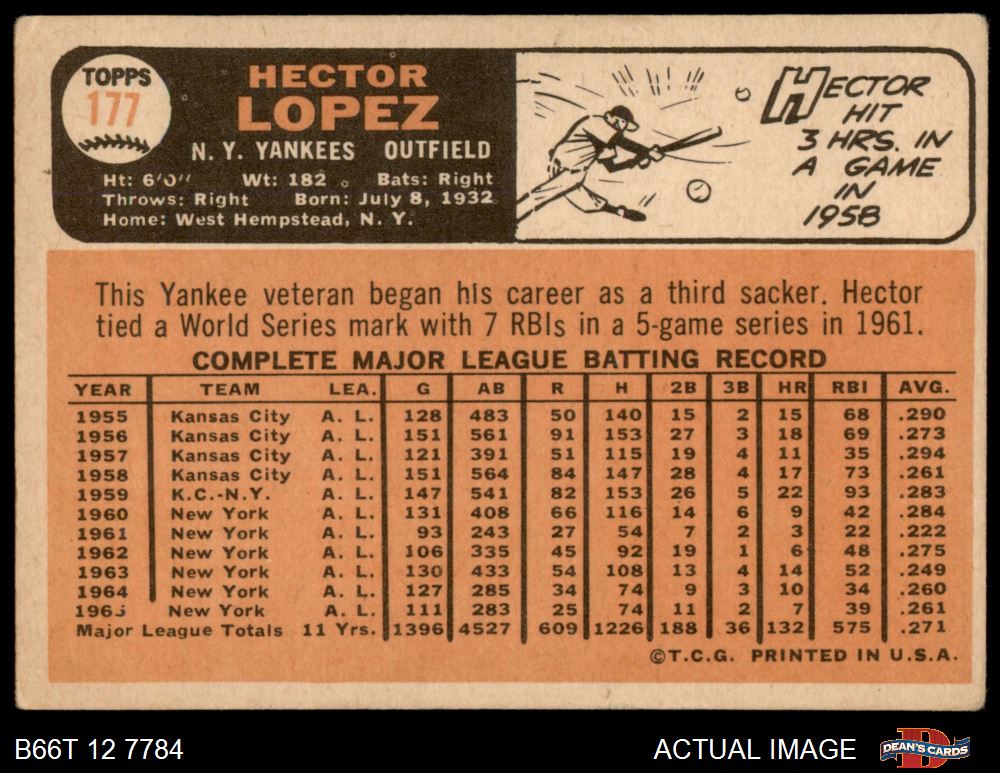 TOPPS
177
HECTOR
LOPEZ
N. Y. YANKEES OUTFIELD
Ht: 6'0" Wt: 182 Bats: Right
Throws: Right Born: July 8, 1932
Home: West Hempstead, N. Y.
HECTOR
HIT
3 HRS. IN
A GAME
IN
1958
This Yankee veteran began his career as a third sacker. Hector
tied a World Series mark with 7 RBIs in a 5-game series in 1961.
COMPLETE MAJOR LEAGUE BATTING RECORD
YEAR TEAM LEA. G AB R H 2B 3B HR RBI AVG.
1955 Kansas City A. L. 128 483 50 140 15 2 15 68 .290
1956 Kansas City A. L. 151 561 91 153 27 3 18 69 .273
1957 Kansas City A. L. 121 391 51 115 19 4 11 35 .294
1958 Kansas City A. L. 151 564 84 147 28 4 17 73 .261
1959 K.C.-N.Y. A. L. 147 541 82 153 26 5 22 93 .283
1960 New York A. L. 131 408 66 116 14 6 9 42 .284
1961 New York A. L. 93 243 27 54 7 2 3 22 .222
1962 New York A. L. 106 335 45 92 19 1 6 48 .275
1963 New York A. L. 130 433 54 108 13 4 14 52 .249
1964 New York A. L. 127 285 34 74 9 3 10 34 .260
1965 New York A. L. 111 283 25 74 11 2 7 39 .261
Major League Totals 11 Yrs. 1396 4527 609 1226 188 36 132 575 .271
©T.C.G. PRINTED IN U.S.A.
B66T 12 7784 ACTUAL IMAGE DEAN'S CARDS